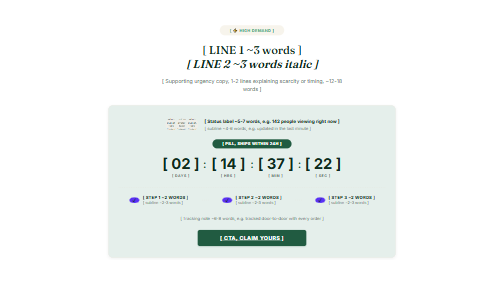 [ HIGH DEMAND ]
[ LINE 1 ~3 words ]
[ LINE 2 ~3 words italic ]
[ Supporting urgency copy, 1-2 lines explaining scarcity or timing, ~12-18
words ]
[ Status label ~5-7 words, e.g. 142 people viewing right now ]
[ subline ~4-6 words, e.g. updated in the last minute ]
[ PILL, SHIPS WITHIN 24H ]
[ 02 ] : [ 14 ] : [ 37 ] : [ 22 ]
[ DAYS ] [ HRS ] [ MIN ] [ SEC ]
[ STEP 1 ~2 WORDS ] [ STEP 2 ~2 WORDS ] [ STEP 3 ~2 WORDS ]
[ subline ~2-3 words ] [ subline ~2-3 words ] [ subline ~2-3 words ]
[ tracking note ~6-8 words, e.g. tracked door-to-door with every order ]
[ CTA, CLAIM YOURS ]